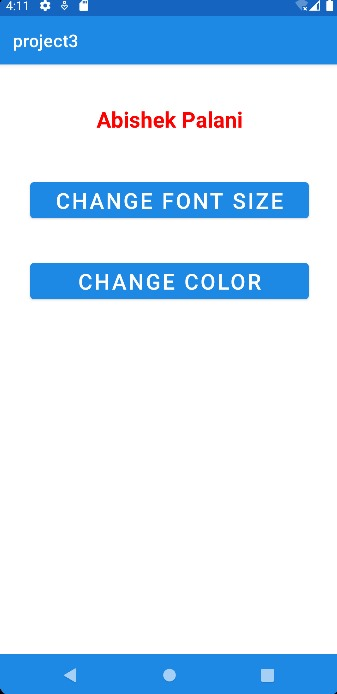 4:11
project3
Abishek Palani
CHANGE FONT SIZE
CHANGE COLOR